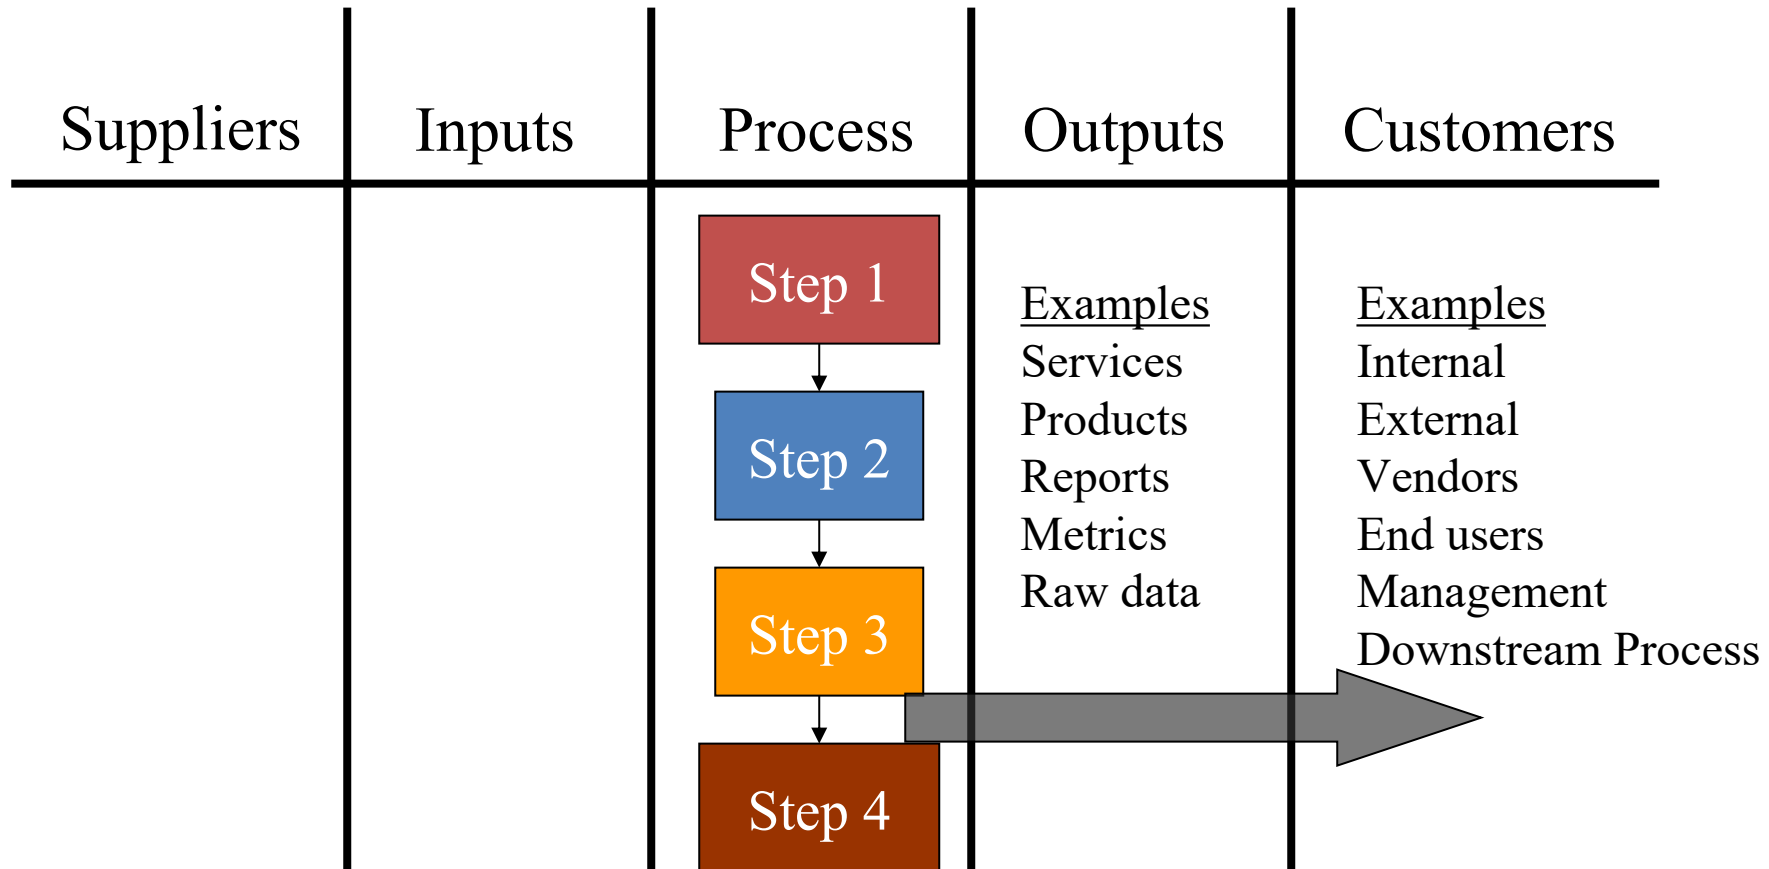 Suppliers
Inputs
Process
Outputs
Customers
Step 1
Step 2
Step 3
Step 4
Examples
Services
Products
Reports
Metrics
Raw data
Examples
Internal
External
Vendors
End users
Management
Downstream Process